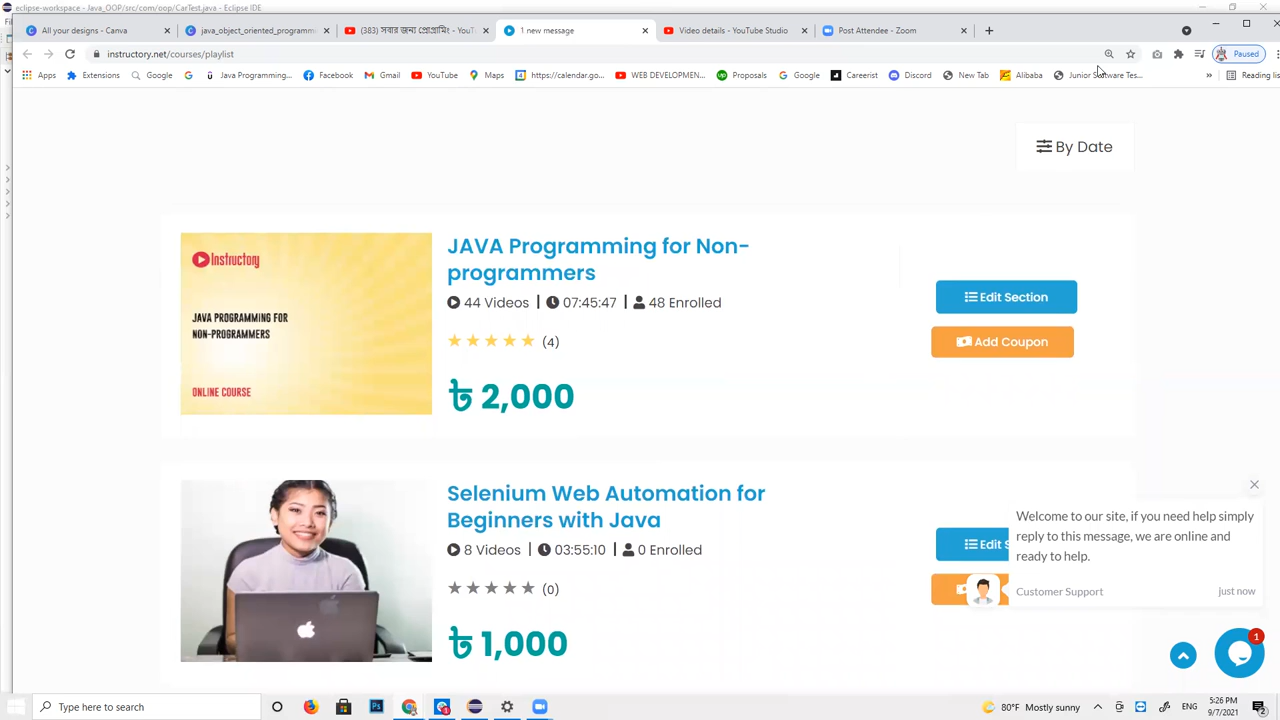 eclipse-workspace - Java_OOP/src/com/oop/CarTest.java - Eclipse IDE
All your designs - Canva
java_object_oriented_programm
(383) সবার জন্য প্রোগ্রামিং - YouT
1 new message
Video details - YouTube Studio
Post Attendee - Zoom
instructory.net/courses/playlist
Paused
Apps
Extensions
Google
Java Programming...
Facebook
Gmail
YouTube
Maps
https://calendar.go...
WEB DEVELOPMEN...
Proposals
Google
Careerist
Discord
New Tab
Alibaba
Junior Software Tes...
»
Reading list
By Date
Instructory
JAVA PROGRAMMING FOR
NON-PROGRAMMERS
ONLINE COURSE
JAVA Programming for Non-
programmers
44 Videos | 07:45:47 | 48 Enrolled
(4)
৳ 2,000
Edit Section
Add Coupon
Selenium Web Automation for
Beginners with Java
8 Videos | 03:55:10 | 0 Enrolled
(0)
৳ 1,000
Edit S
Welcome to our site, if you need help simply
reply to this message, we are online and
ready to help.
Customer Support
just now
1
Type here to search
80°F Mostly sunny
ENG
5:26 PM
9/7/2021